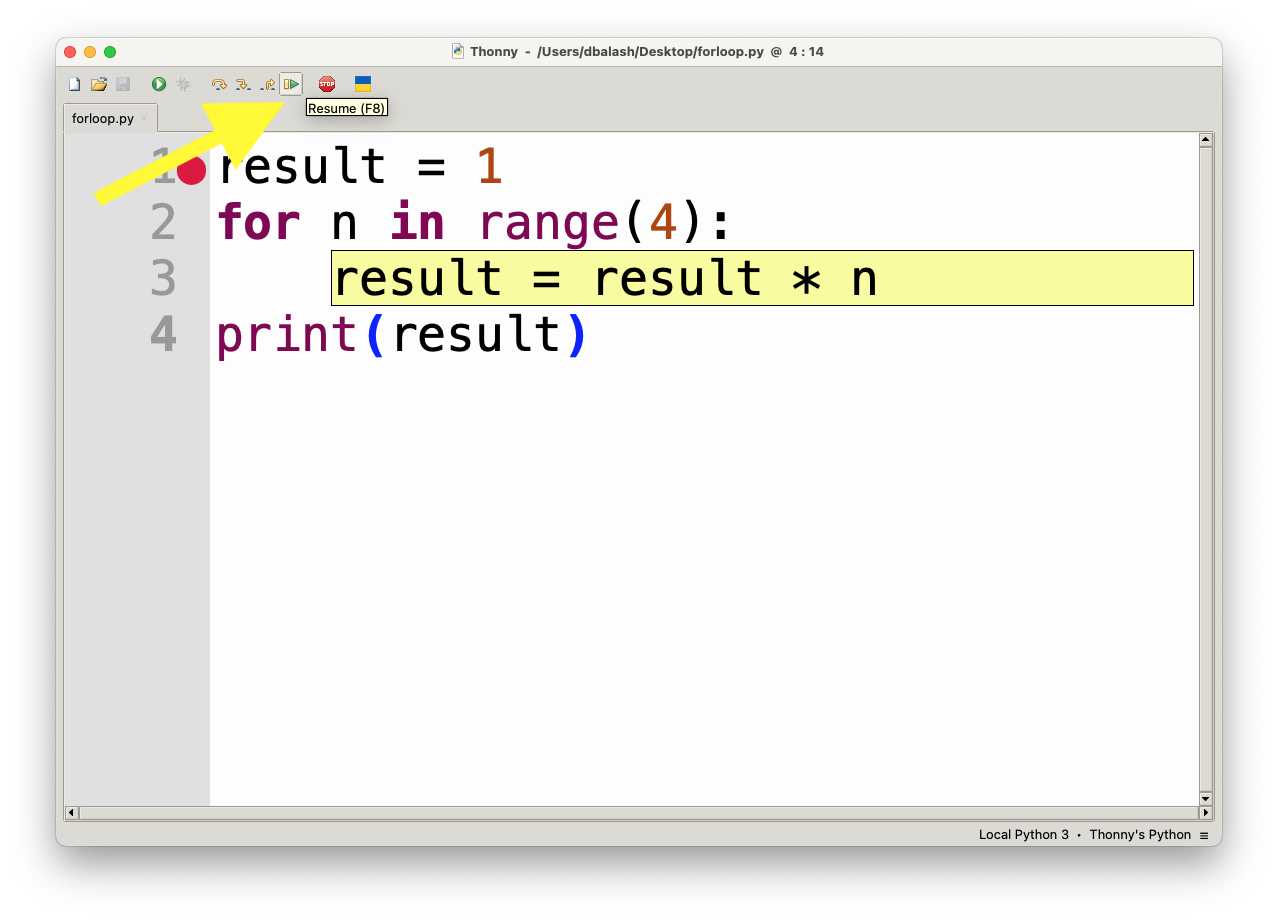 Thonny - /Users/dbalash/Desktop/forloop.py @ 4 : 14
STOP
Resume (F8)
forloop.py
1 result = 1
2 for n in range(4):
3 result = result * n
4 print(result)
Local Python 3 • Thonny's Python ≡